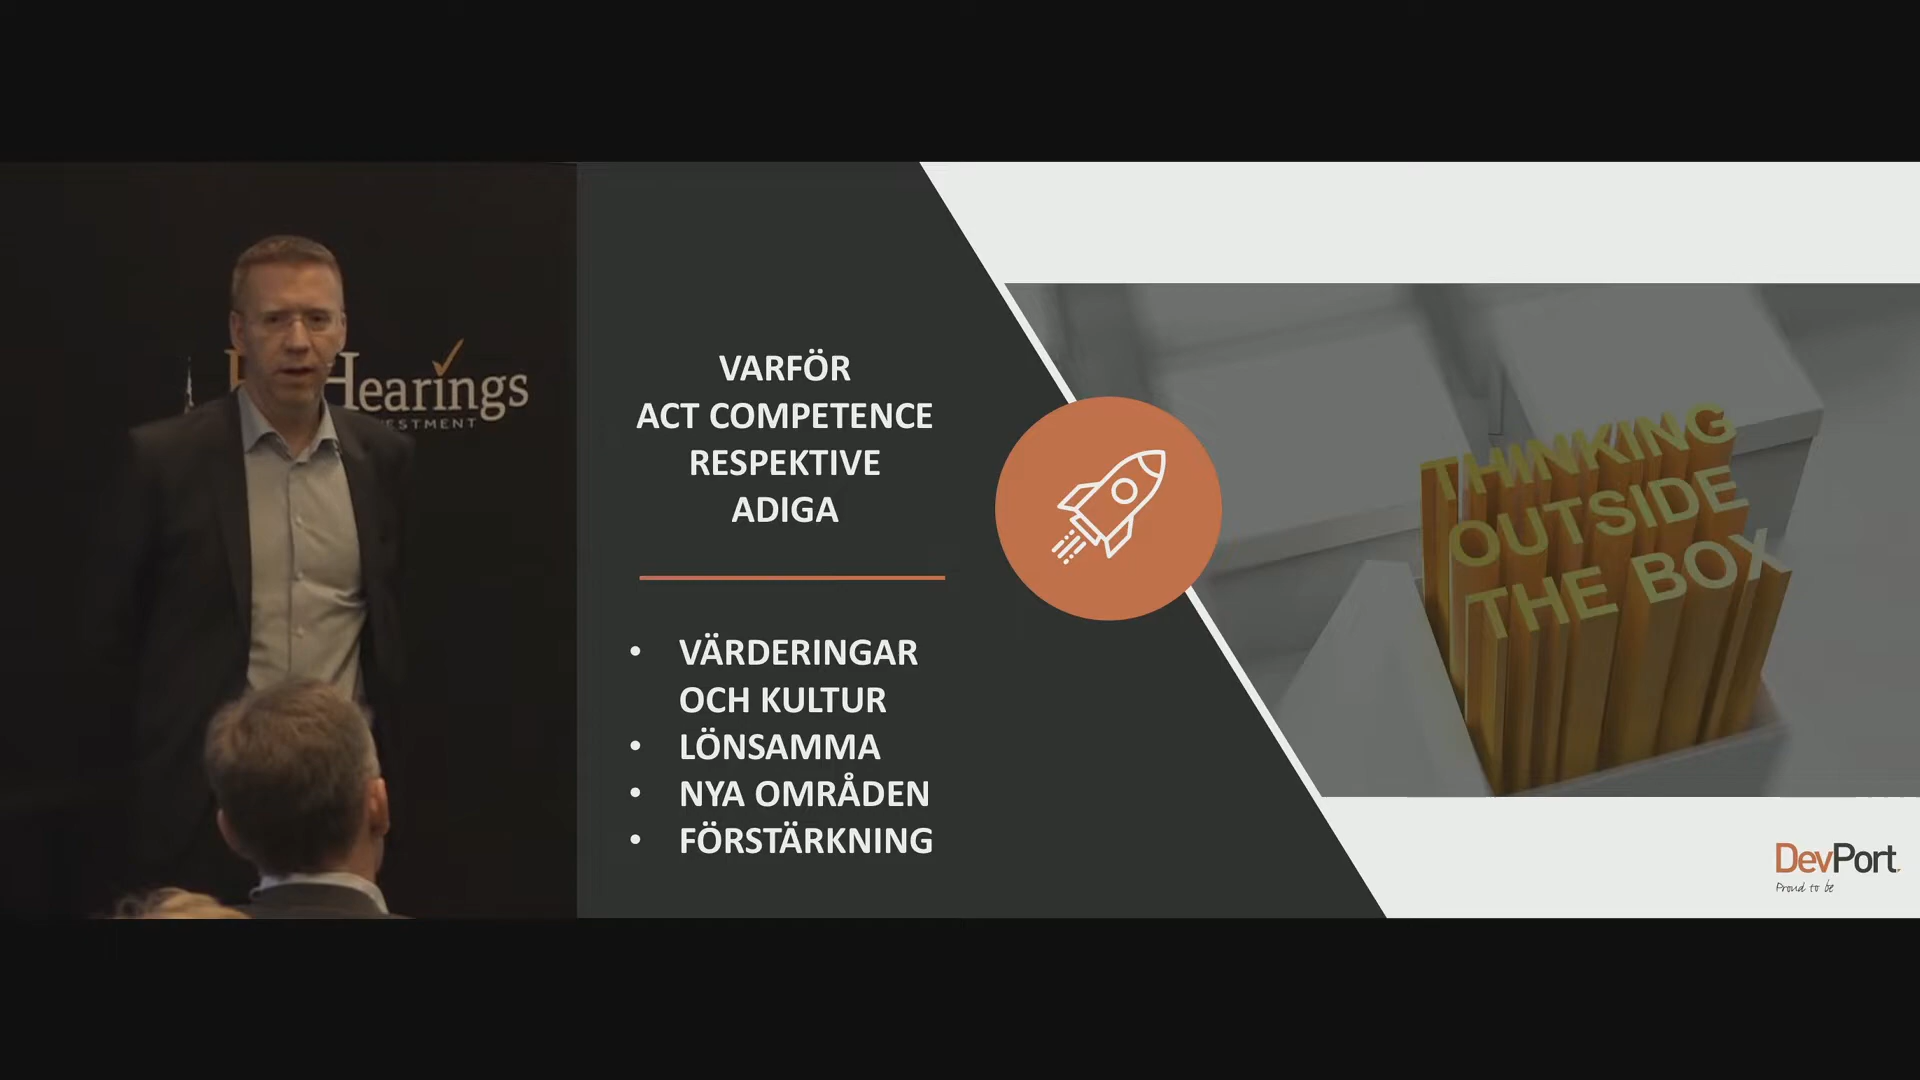 Hearings
ESTMENT
VARFÖR
ACT COMPETENCE
RESPEKTIVE
ADIGA
• VÄRDERINGAR
OCH KULTUR
• LÖNSAMMA
• NYA OMRÅDEN
• FÖRSTÄRKNING
THINKING
OUTSIDE
THE BOX
DevPort
Proud to be